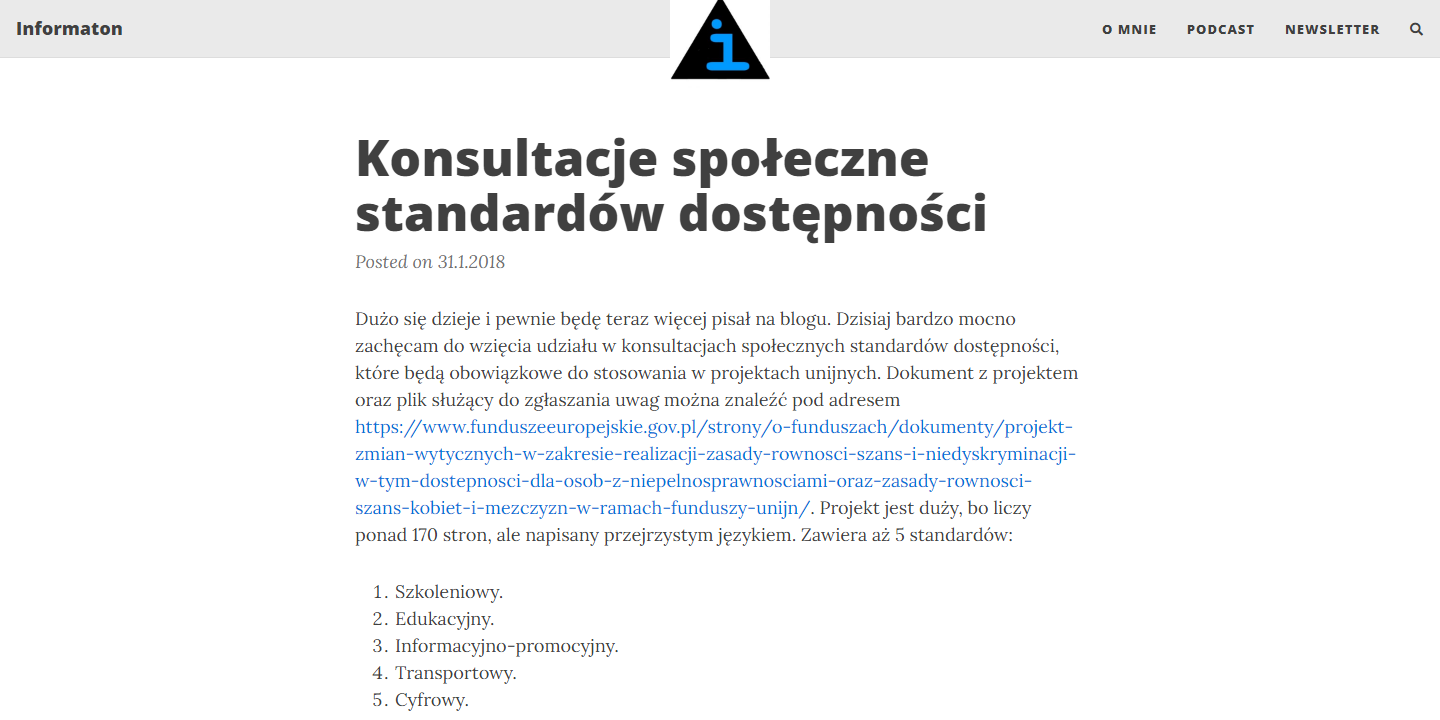 Informaton
i
O MNIE PODCAST NEWSLETTER
Konsultacje społeczne
standardów dostępności
Posted on 31.1.2018
Dużo się dzieje i pewnie będę teraz więcej pisał na blogu. Dzisiaj bardzo mocno
zachęcam do wzięcia udziału w konsultacjach społecznych standardów dostępności,
które będą obowiązkowe do stosowania w projektach unijnych. Dokument z projektem
oraz plik służący do zgłaszania uwag można znaleźć pod adresem
https://www.funduszeeuropejskie.gov.pl/strony/o-funduszach/dokumenty/projekt-
zmian-wytycznych-w-zakresie-realizacji-zasady-rownosci-szans-i-niedyskryminacji-
w-tym-dostepnosci-dla-osob-z-niepelnosprawnosciami-oraz-zasady-rownosci-
szans-kobiet-i-mezczyzn-w-ramach-funduszy-unijn/. Projekt jest duży, bo liczy
ponad 170 stron, ale napisany przejrzystym językiem. Zawiera aż 5 standardów:
1. Szkoleniowy.
2. Edukacyjny.
3. Informacyjno-promocyjny.
4. Transportowy.
5. Cyfrowy.